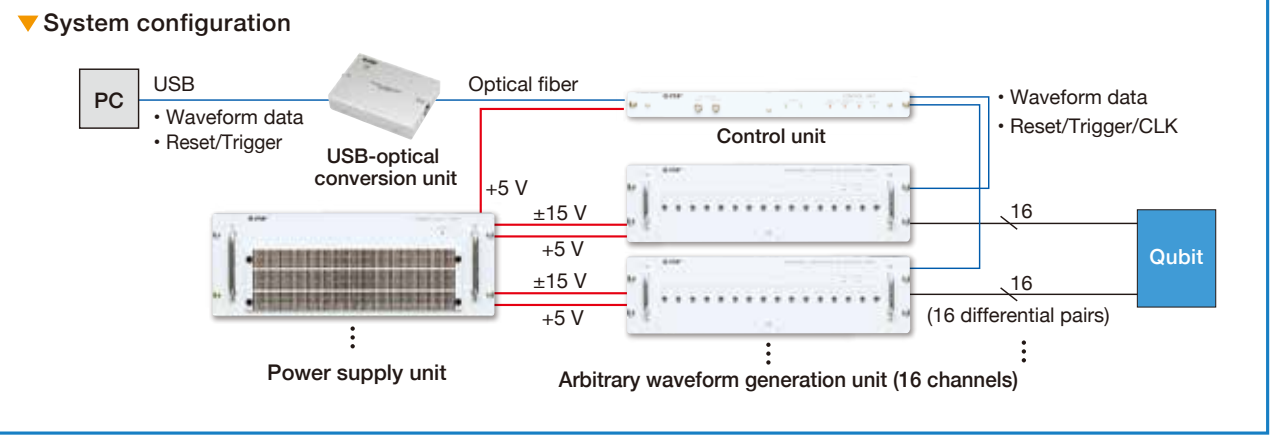 ▼ System configuration
PC
USB
• Waveform data
• Reset/Trigger
USB-optical
conversion unit
Optical fiber
Control unit
• Waveform data
• Reset/Trigger/CLK
+5 V
±15 V
+5 V
±15 V
+5 V
16
16
(16 differential pairs)
Qubit
Power supply unit
Arbitrary waveform generation unit (16 channels)